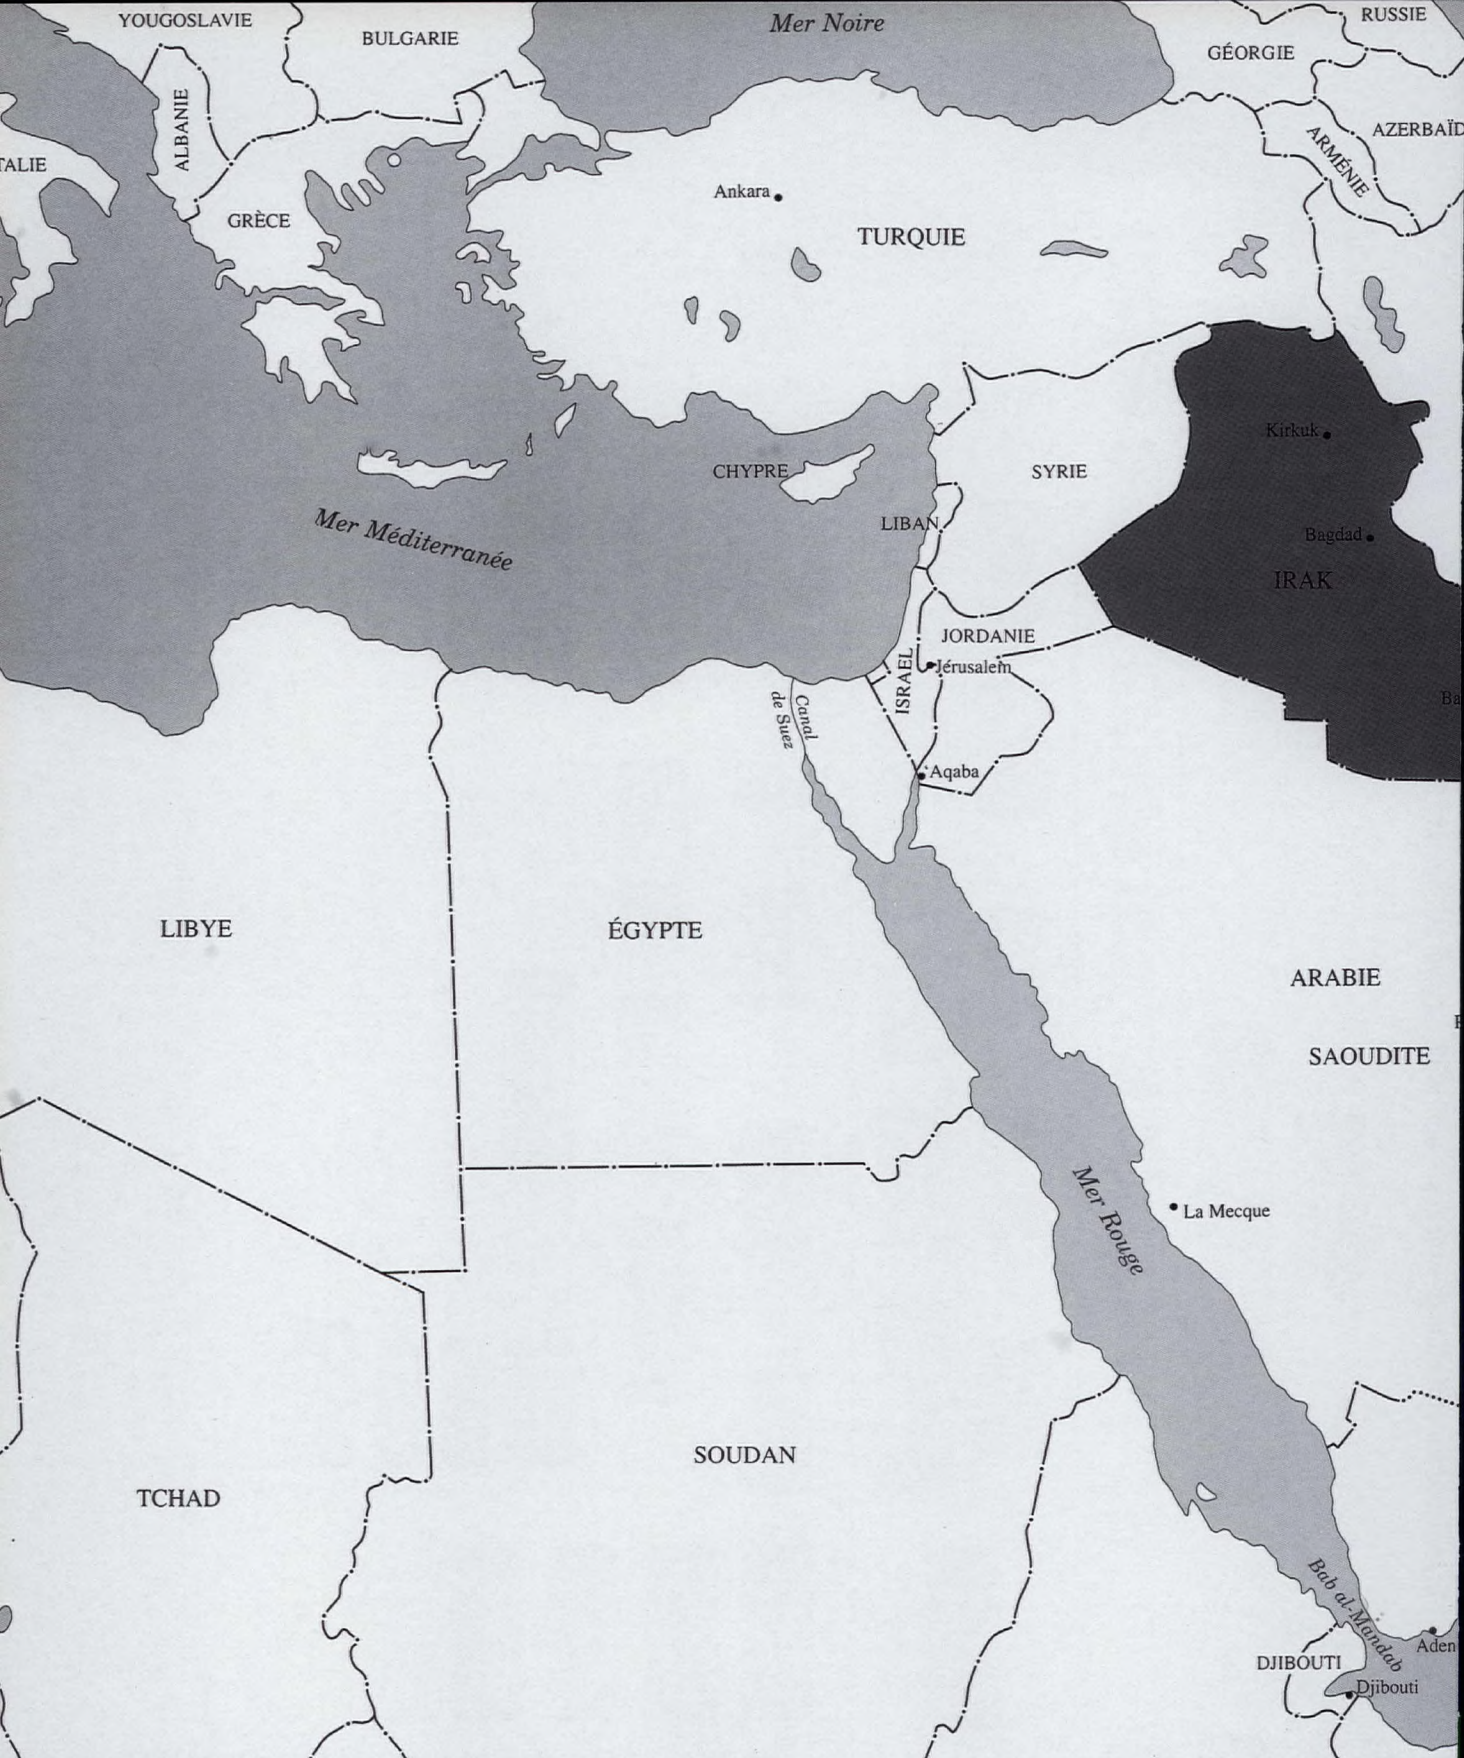 YOUGOSLAVIE
BULGARIE
Mer Noire
RUSSIE
GÉORGIE
ALBANIE
AZERBAÏD
ARMÉNIE
TALIE
Ankara
GRÈCE
TURQUIE
Kirkuk
CHYPRE
SYRIE
Mer Méditerranée
LIBAN
Bagdad
IRAK
JORDANIE
Jérusalem
ISRAEL
Ba
Canal
de Suez
Aqaba
LIBYE
ÉGYPTE
ARABIE
SAOUDITE
Mer Rouge
La Mecque
SOUDAN
TCHAD
Bab al-Mandab
Aden
DJIBOUTI
Djibouti